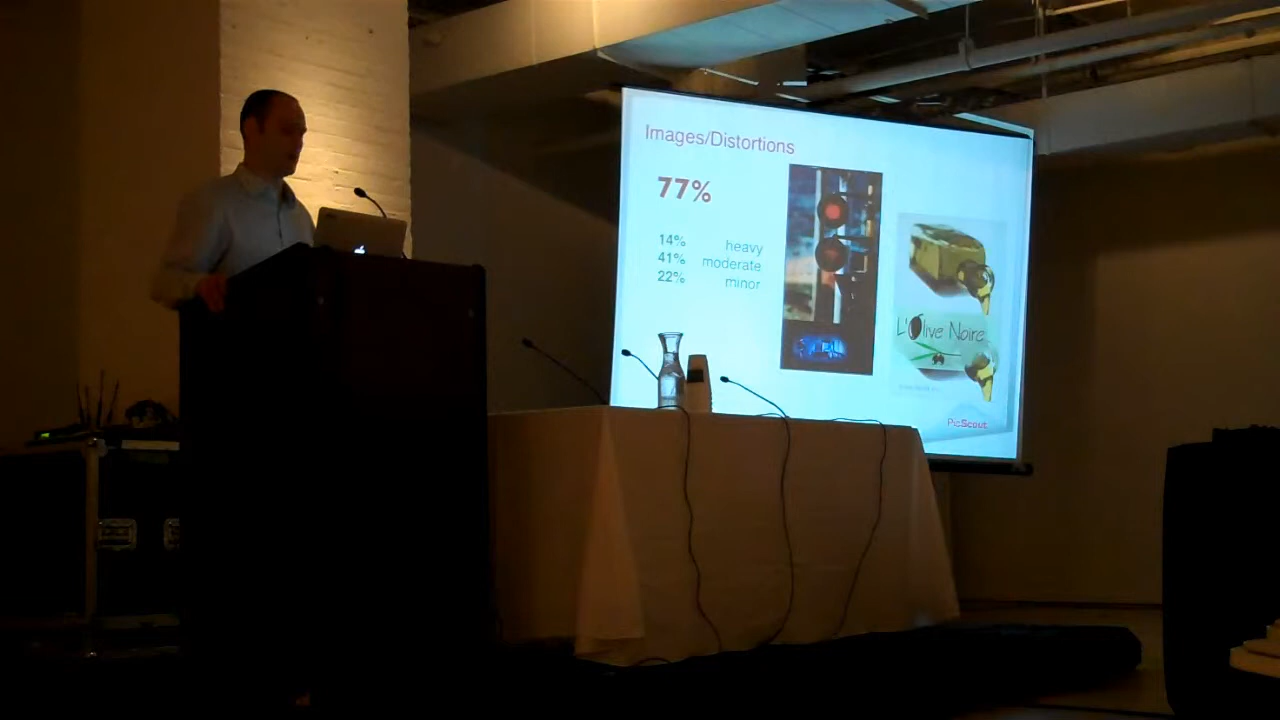 Images/Distortions
77%
14% heavy
41% moderate
22% minor
L'Olive Noire
PicScout